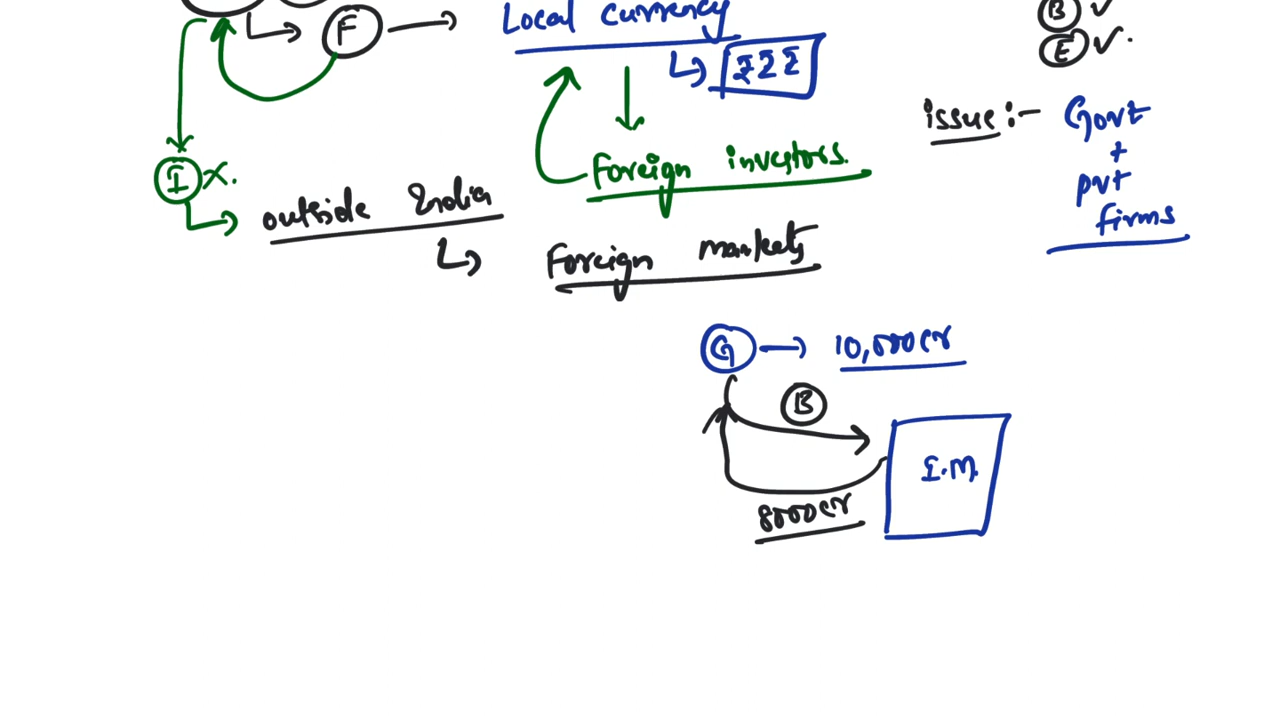 F
Local currency
₹₹₹
B ✓
E ✓.
issue :- Govt
+
pvt
firms
I ×.
Foreign investors.
outside India
Foreign markets
G → 10,000cr
B
I.M.
8000cr